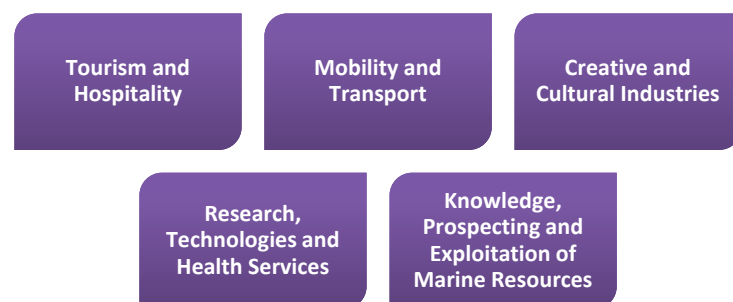 Tourism and
Hospitality
Mobility and
Transport
Creative and
Cultural Industries
Research,
Technologies and
Health Services
Knowledge,
Prospecting and
Exploitation of
Marine Resources